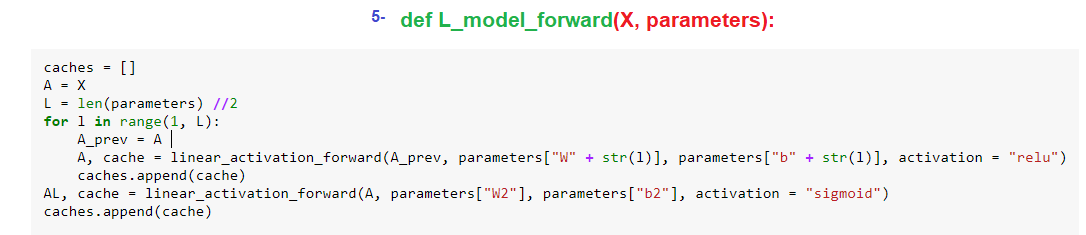 5- def L_model_forward(X, parameters):
caches = []
A = X
L = len(parameters) //2
for l in range(1, L):
    A_prev = A
    A, cache = linear_activation_forward(A_prev, parameters["W" + str(l)], parameters["b" + str(l)], activation = "relu")
    caches.append(cache)
AL, cache = linear_activation_forward(A, parameters["W2"], parameters["b2"], activation = "sigmoid")
caches.append(cache)